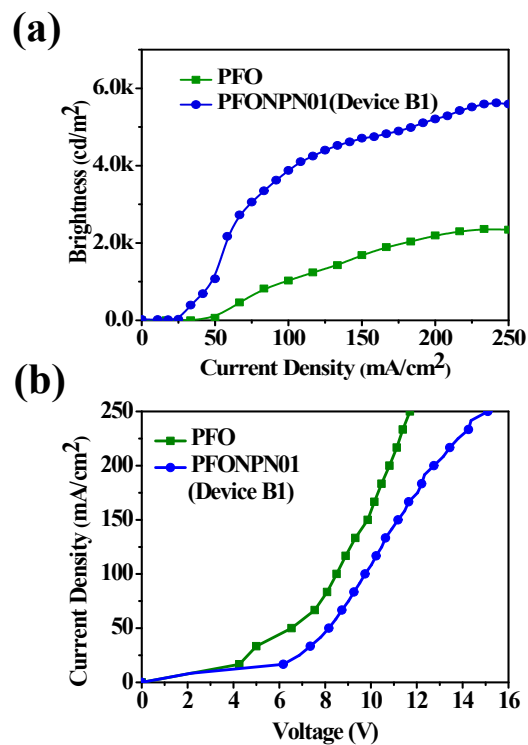 (a)
Brightness (cd/m²)
6.0k
4.0k
2.0k
0.0
PFO
PFONPN01(Device B1)
0 50 100 150 200 250
Current Density (mA/cm²)
(b)
Current Density (mA/cm²)
250
200
150
100
50
0
PFO
PFONPN01
(Device B1)
0 2 4 6 8 10 12 14 16
Voltage (V)